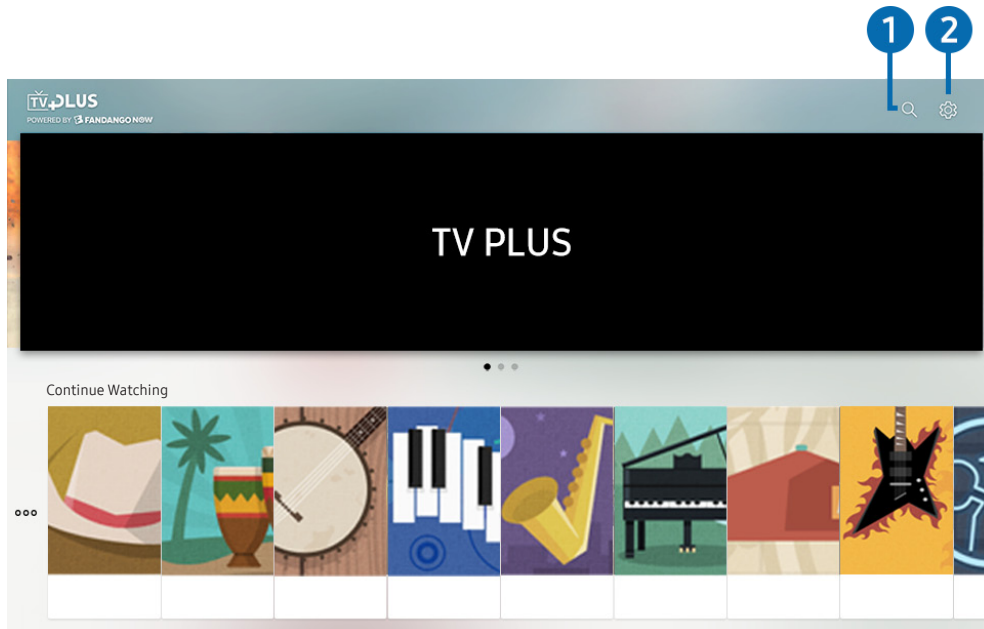 1 2
TV PLUS
POWERED BY FANDANGO NOW
TV PLUS
Continue Watching